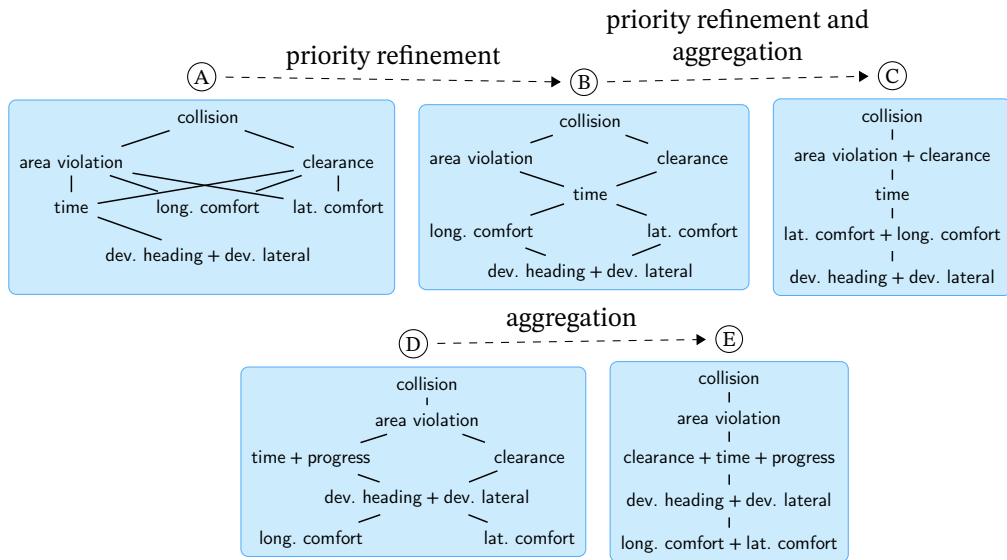 priority refinement
priority refinement and
aggregation
A
B
C
collision
area violation
clearance
time
long. comfort
lat. comfort
dev. heading + dev. lateral
collision
area violation
clearance
time
long. comfort
lat. comfort
dev. heading + dev. lateral
collision
area violation + clearance
time
lat. comfort + long. comfort
dev. heading + dev. lateral
aggregation
D
E
collision
area violation
time + progress
clearance
dev. heading + dev. lateral
long. comfort
lat. comfort
collision
area violation
clearance + time + progress
dev. heading + dev. lateral
long. comfort + lat. comfort